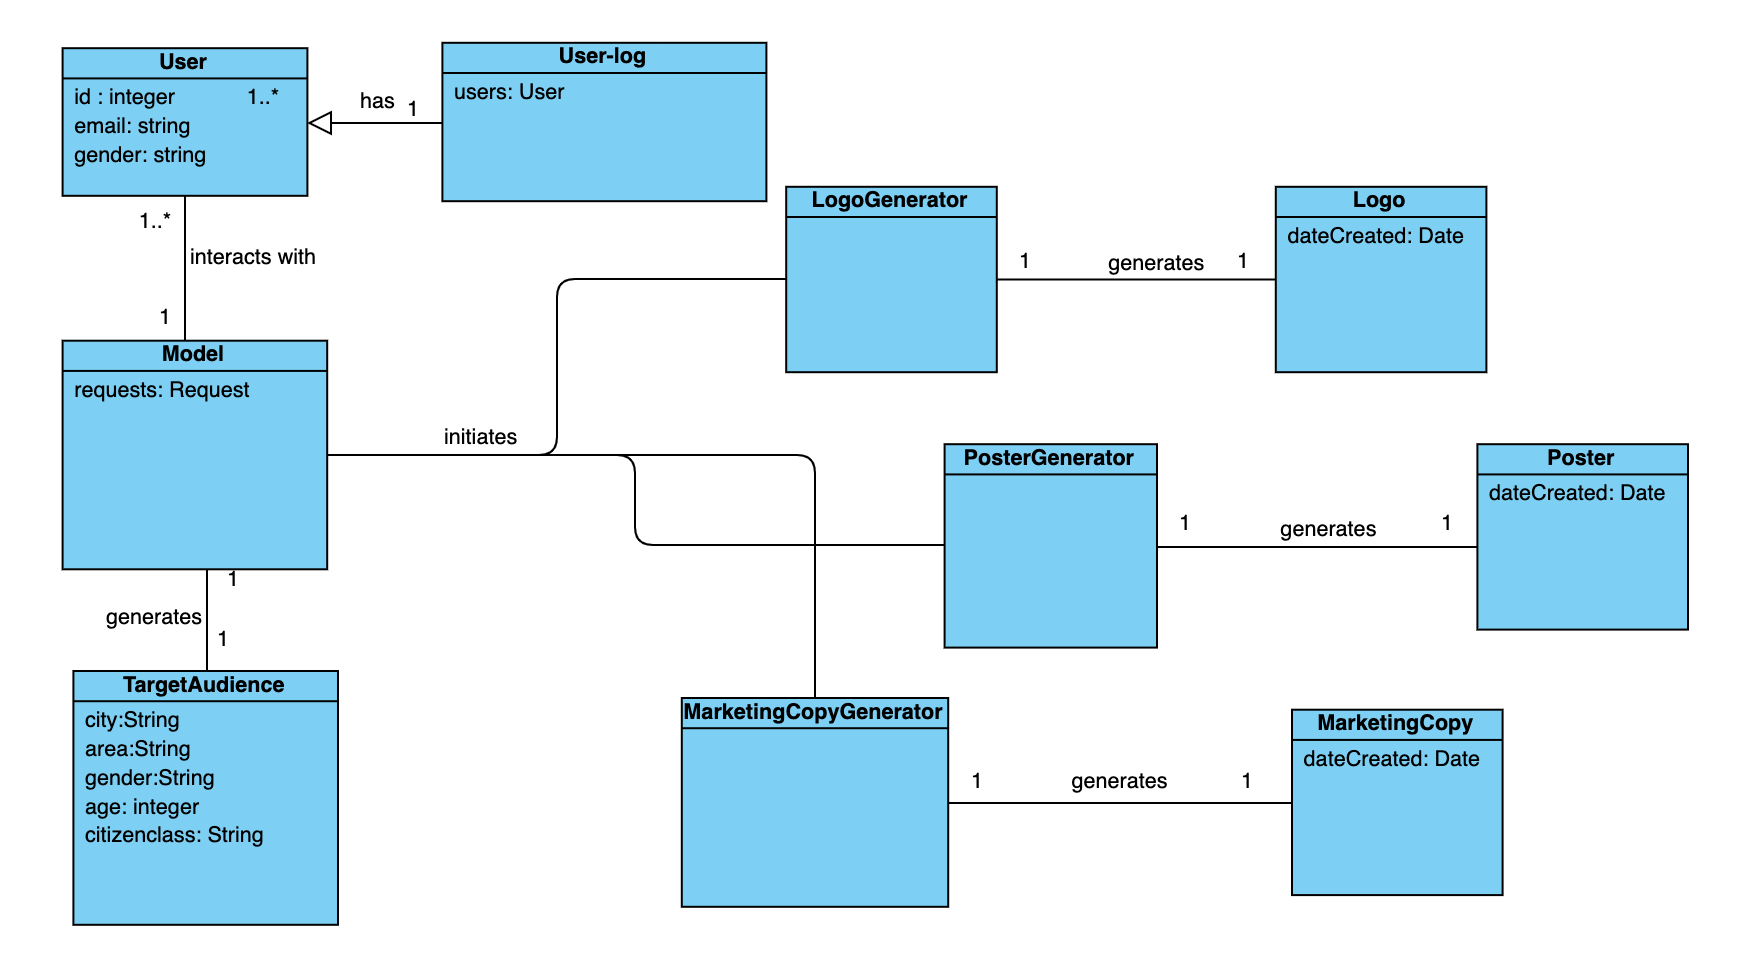 User
id : integer 1..*
email: string
gender: string
has 1
User-log
users: User
1..*
interacts with
1
Model
requests: Request
initiates
1
generates
1
TargetAudience
city:String
area:String
gender:String
age: integer
citizenclass: String
LogoGenerator
1 generates 1
Logo
dateCreated: Date
PosterGenerator
1 generates 1
Poster
dateCreated: Date
MarketingCopyGenerator
1 generates 1
MarketingCopy
dateCreated: Date